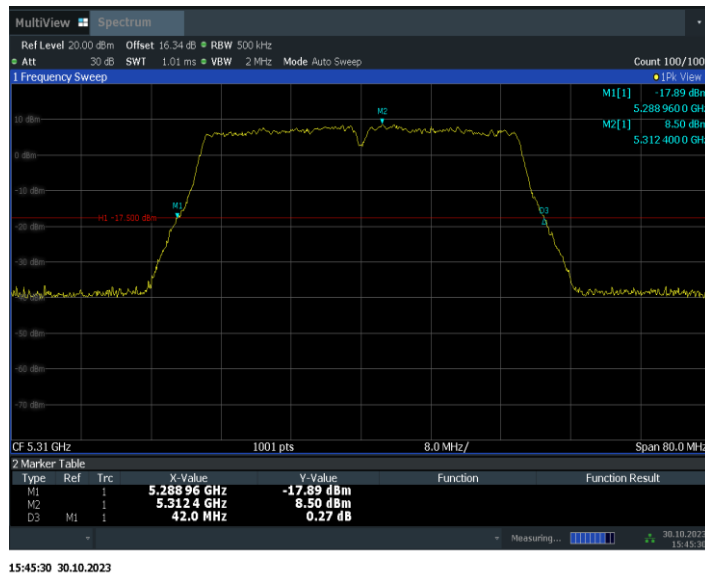 MultiView Spectrum
Ref Level 20.00 dBm Offset 16.34 dB RBW 500 kHz
Att 30 dB SWT 1.01 ms VBW 2 MHz Mode Auto Sweep Count 100/100
1 Frequency Sweep 1Pk View
M1[1] -17.89 dBm
5.288 960 0 GHz
M2[1] 8.50 dBm
5.312 400 0 GHz
M2
10 dBm
0 dBm
-10 dBm
M1
D3
H1 -17.500 dBm
-20 dBm
-30 dBm
-50 dBm
-60 dBm
-70 dBm
CF 5.31 GHz 1001 pts 8.0 MHz/ Span 80.0 MHz
2 Marker Table
Type Ref Trc X-Value Y-Value Function Function Result
M1 1 5.288 96 GHz -17.89 dBm
M2 1 5.312 4 GHz 8.50 dBm
D3 M1 1 42.0 MHz 0.27 dB
Measuring... 30.10.2023
15:45:30
15:45:30 30.10.2023